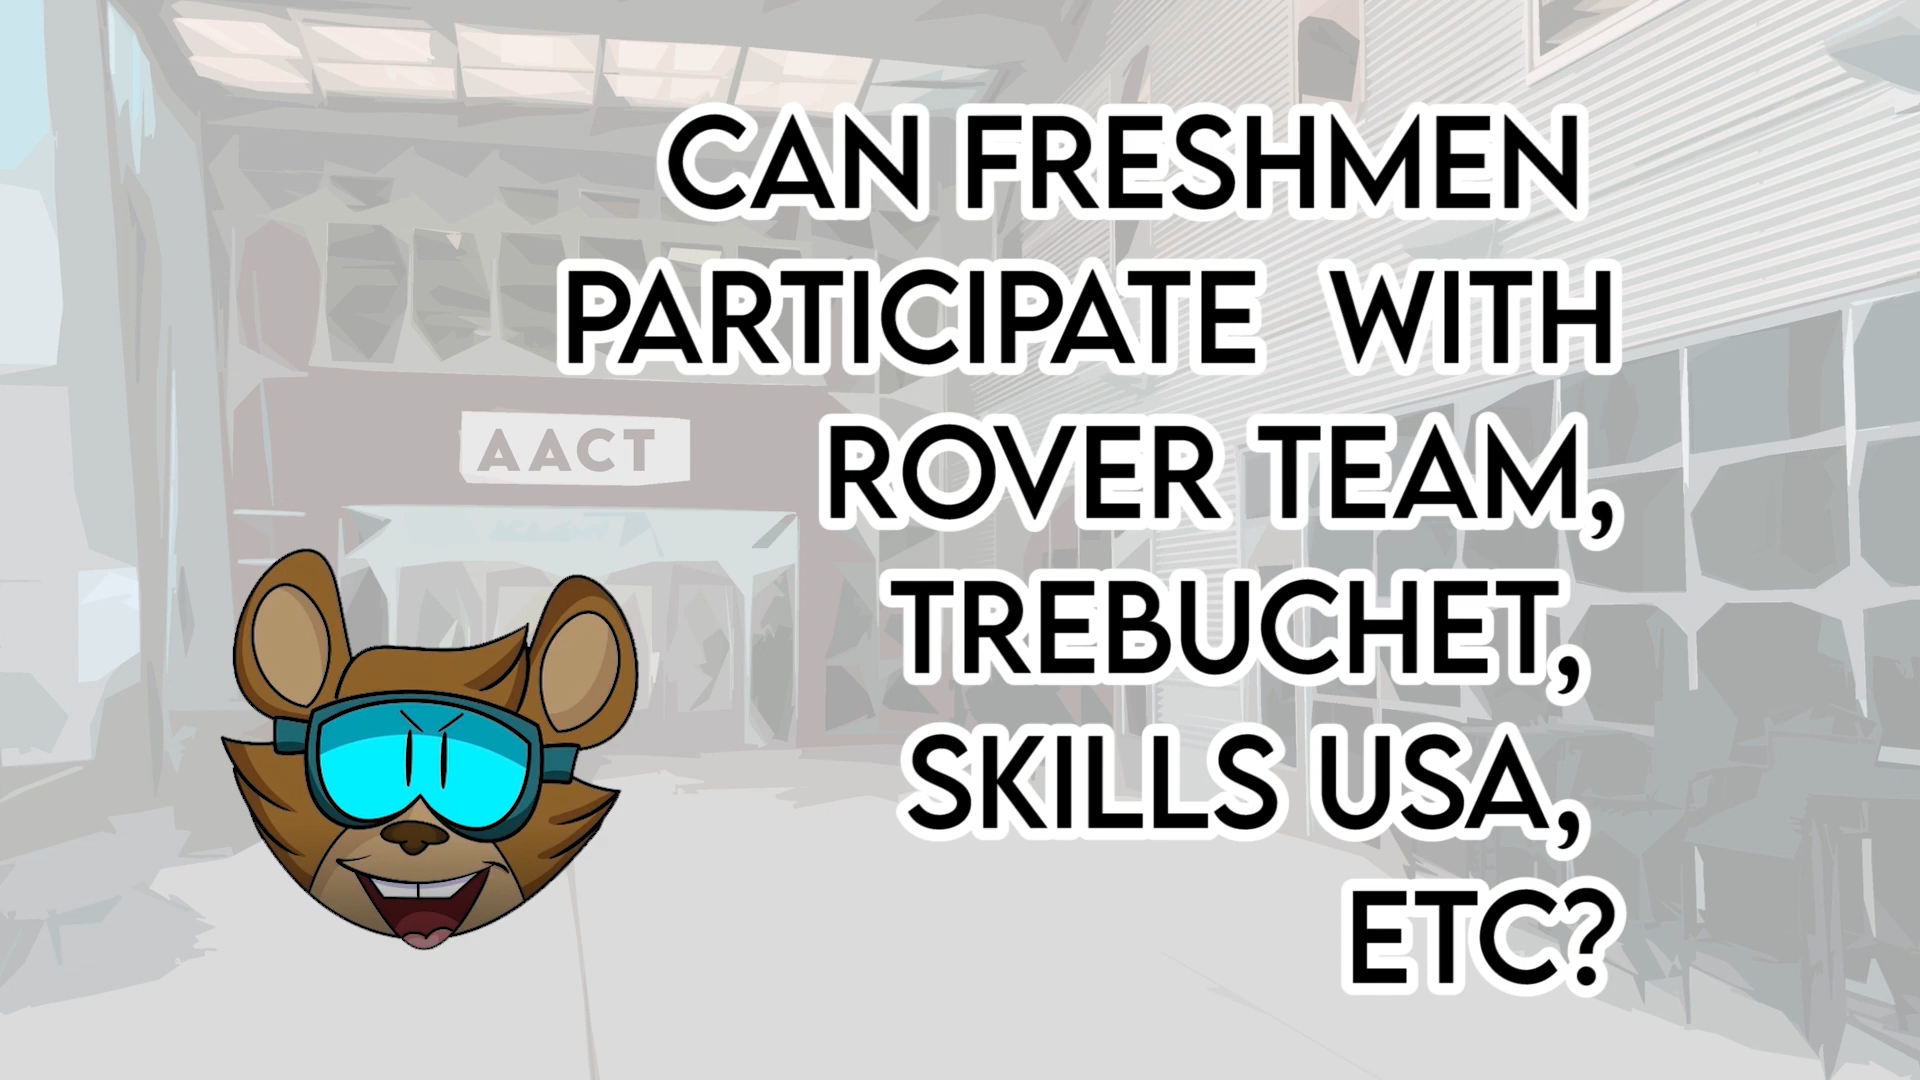 CAN FRESHMEN
PARTICIPATE WITH
ROVER TEAM,
TREBUCHET,
SKILLS USA,
ETC?
AACT